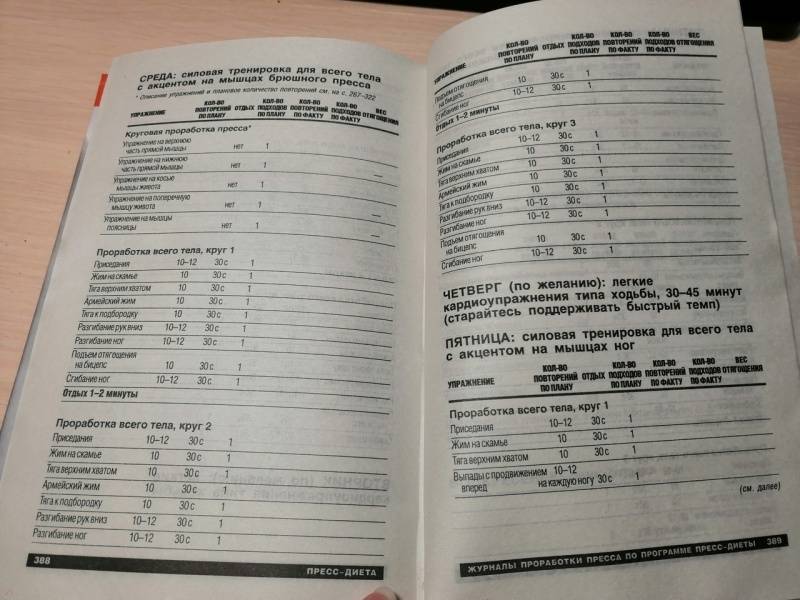 СРЕДА: силовая тренировка для всего тела
с акцентом на мышцах брюшного пресса
* Описание упражнений и плановое количество повторений см. на с. 287–322
УПРАЖНЕНИЕ КОЛ-ВО ПОВТОРЕНИЙ ПО ПЛАНУ ОТДЫХ КОЛ-ВО ПОДХОДОВ ПО ПЛАНУ КОЛ-ВО ПОВТОРЕНИЙ ПО ФАКТУ КОЛ-ВО ПОДХОДОВ ПО ФАКТУ ВЕС ОТЯГОЩЕНИЯ
Круговая проработка пресса*
Упражнение на верхнюю
часть прямой мышцы нет 1
Упражнение на нижнюю
часть прямой мышцы нет 1 —
Упражнение на косые
мышцы живота нет 1 —
Упражнение на поперечную
мышцу живота нет 1 —
Упражнение на мышцы
поясницы нет 1 —
Проработка всего тела, круг 1
Приседания 10–12 30 с 1
Жим на скамье 10 30 с 1
Тяга верхним хватом 10 30 с 1
Армейский жим 10 30 с 1
Тяга к подбородку 10 30 с 1
Разгибание рук вниз 10–12 30 с 1
Разгибание ног 10–12 30 с 1
Подъем отягощения
на бицепс 10 30 с 1
Сгибание ног 10–12 30 с 1
Отдых 1–2 минуты
Проработка всего тела, круг 2
Приседания 10–12 30 с 1
Жим на скамье 10 30 с 1
Тяга верхним хватом 10 30 с 1
Армейский жим 10 30 с 1
Тяга к подбородку 10 30 с 1
Разгибание рук вниз 10–12 30 с 1
Разгибание ног 10–12 30 с 1
388 ПРЕСС–ДИЕТА
УПРАЖНЕНИЕ КОЛ-ВО ПОВТОРЕНИЙ ПО ПЛАНУ ОТДЫХ КОЛ-ВО ПОДХОДОВ ПО ПЛАНУ КОЛ-ВО ПОВТОРЕНИЙ ПО ФАКТУ КОЛ-ВО ПОДХОДОВ ПО ФАКТУ ВЕС ОТЯГОЩЕНИЯ
Подъем отягощения
на бицепс 10 30 с 1
Сгибание ног 10–12 30 с 1
Отдых 1–2 минуты
Проработка всего тела, круг 3
Приседания 10–12 30 с 1
Жим на скамье 10 30 с 1
Тяга верхним хватом 10 30 с 1
Армейский жим 10 30 с 1
Тяга к подбородку 10 30 с 1
Разгибание рук вниз 10–12 30 с 1
Разгибание ног 10–12 30 с 1
Подъем отягощения
на бицепс 10 30 с 1
Сгибание ног 10–12 30 с 1
ЧЕТВЕРГ (по желанию): легкие
кардиоупражнения типа ходьбы, 30–45 минут
(старайтесь поддерживать быстрый темп)
ПЯТНИЦА: силовая тренировка для всего тела
с акцентом на мышцах ног
УПРАЖНЕНИЕ КОЛ-ВО ПОВТОРЕНИЙ ПО ПЛАНУ ОТДЫХ КОЛ-ВО ПОДХОДОВ ПО ПЛАНУ КОЛ-ВО ПОВТОРЕНИЙ ПО ФАКТУ КОЛ-ВО ПОДХОДОВ ПО ФАКТУ ВЕС ОТЯГОЩЕНИЯ
Проработка всего тела, круг 1
Приседания 10–12 30 с 1
Жим на скамье 10 30 с 1
Тяга верхним хватом 10 30 с 1
Выпады с продвижением 10–12
вперед на каждую ногу 30 с 1
(см. далее)
ЖУРНАЛЫ ПРОРАБОТКИ ПРЕССА ПО ПРОГРАММЕ ПРЕСС–ДИЕТЫ 389